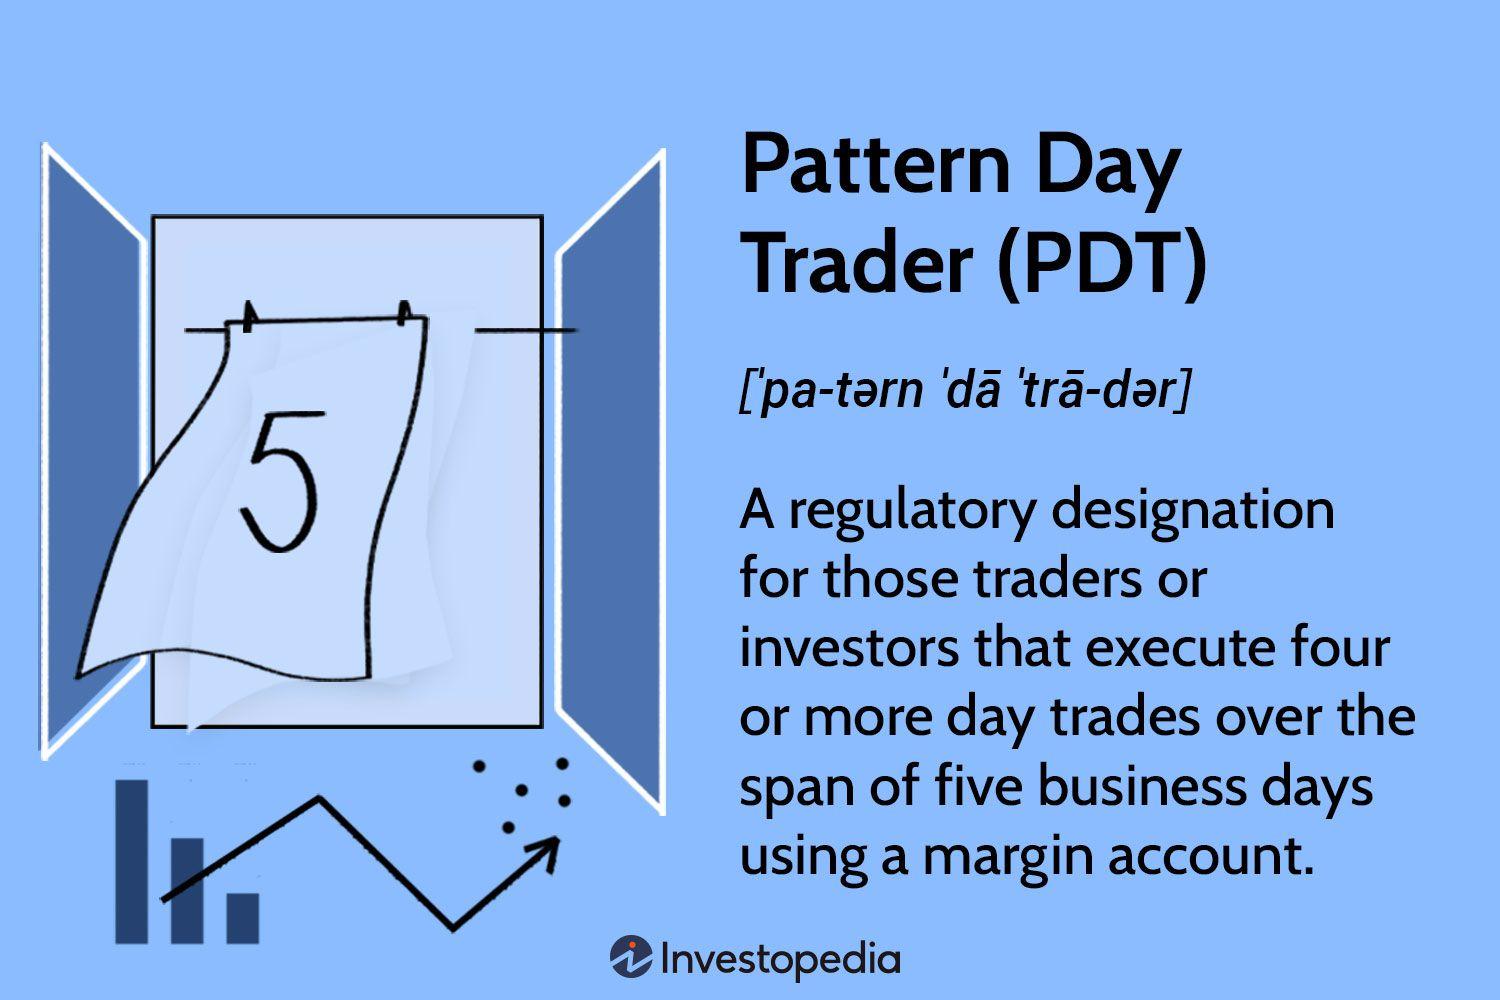 5
Pattern Day
Trader (PDT)
[ˈpa-tərn ˈdā ˈtrā-dər]
A regulatory designation
for those traders or
investors that execute four
or more day trades over the
span of five business days
using a margin account.
Investopedia